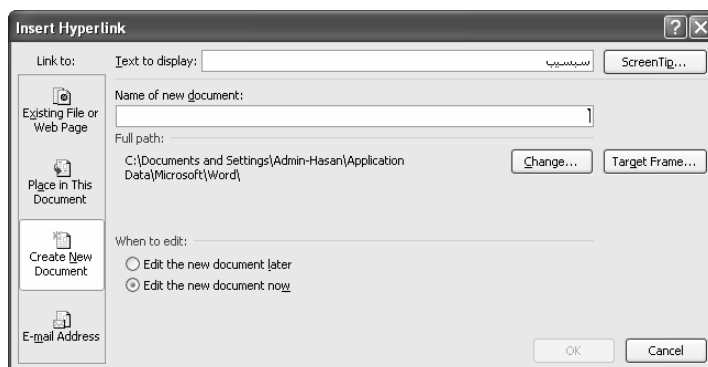 Insert Hyperlink
Link to:
Text to display:
سبسیب
ScreenTip...
Existing File or
Web Page
Place in This
Document
Create New
Document
E-mail Address
Name of new document:
Full path:
C:\Documents and Settings\Admin-Hasan\Application
Data\Microsoft\Word\
Change...
Target Frame...
When to edit:
Edit the new document later
Edit the new document now
OK
Cancel